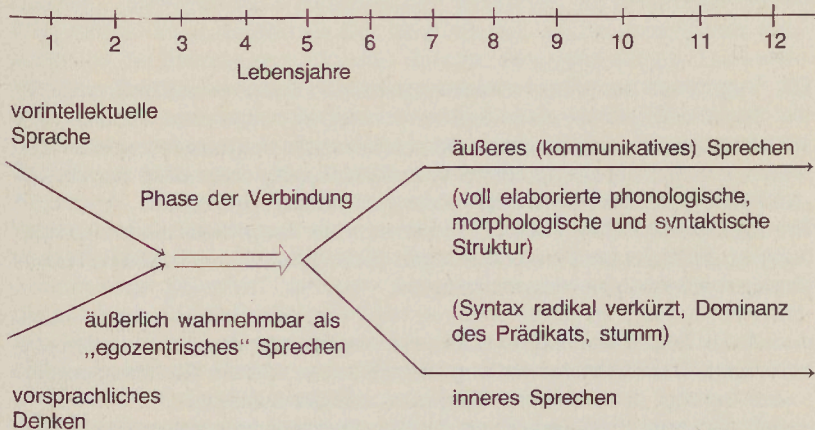 1 2 3 4 5 6 7 8 9 10 11 12
Lebensjahre
vorintellektuelle
Sprache
äußeres (kommunikatives) Sprechen
Phase der Verbindung
(voll elaborierte phonologische,
morphologische und syntaktische
Struktur)
äußerlich wahrnehmbar als
„egozentrisches“ Sprechen
(Syntax radikal verkürzt, Dominanz
des Prädikats, stumm)
vorsprachliches
Denken
inneres Sprechen